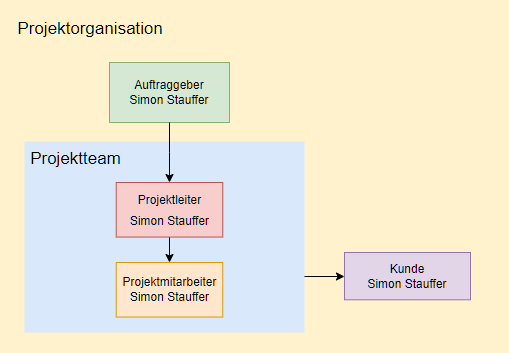 Projektorganisation
Auftraggeber
Simon Stauffer
Projektteam
Projektleiter
Simon Stauffer
Projektmitarbeiter
Simon Stauffer
Kunde
Simon Stauffer